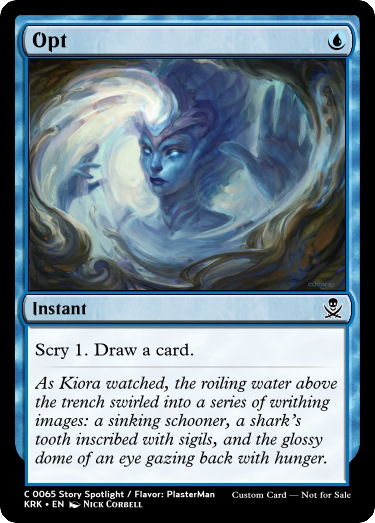 Opt
Instant
Scry 1. Draw a card.
As Kiora watched, the roiling water above
the trench swirled into a series of writhing
images: a sinking schooner, a shark's
tooth inscribed with sigils, and the glossy
dome of an eye gazing back with hunger.
C 0065 Story Spotlight / Flavor: PlasterMan
Custom Card — Not for Sale
KRK • EN Nick Corbell